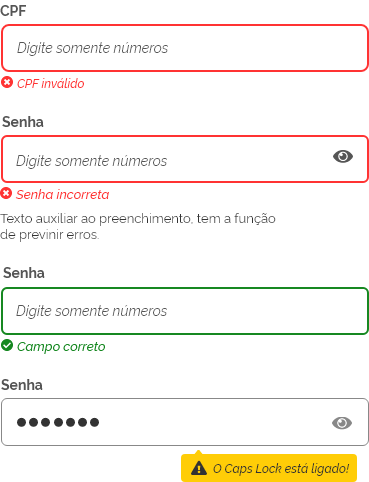 CPF
Digite somente números
CPF inválido
Senha
Digite somente números
Senha incorreta
Texto auxiliar ao preenchimento, tem a função
de previnir erros.
Senha
Digite somente números
Campo correto
Senha
•••••••
O Caps Lock está ligado!